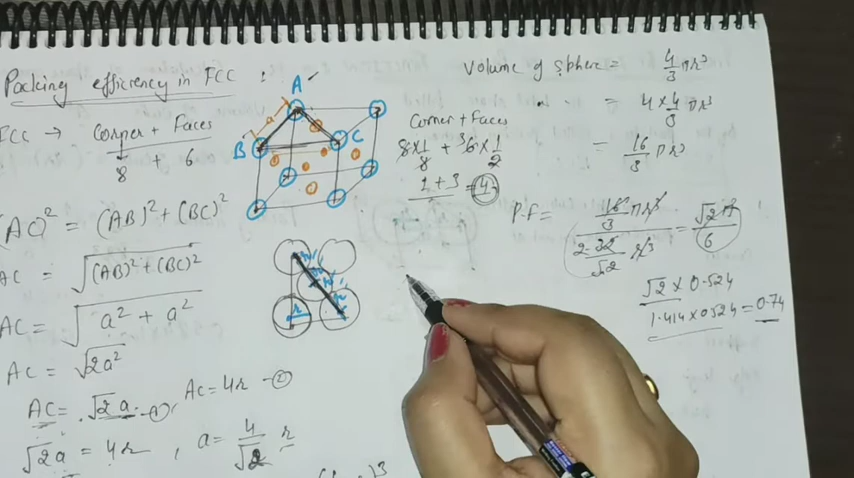 Packing efficiency in FCC :
FCC → Corner + Faces
8 + 6
(AC)² = (AB)² + (BC)²
AC = √(AB)² + (BC)²
AC = √a² + a²
AC = √2a²
AC = √2 a - ①, AC = 4r - ②
√2 a = 4r , a = 4/√2 r
A
a
B
C
r
r
Corner + Faces
8 × 1/8 + 6 × 1/2
1 + 3 = 4
Volume of Sphere = 4/3 πr³
= 4 × 4/3 πr³
= 16/3 πr³
P.F =
= √2 π/6
√2 × 0.524
1.414 × 0.524 = 0.74